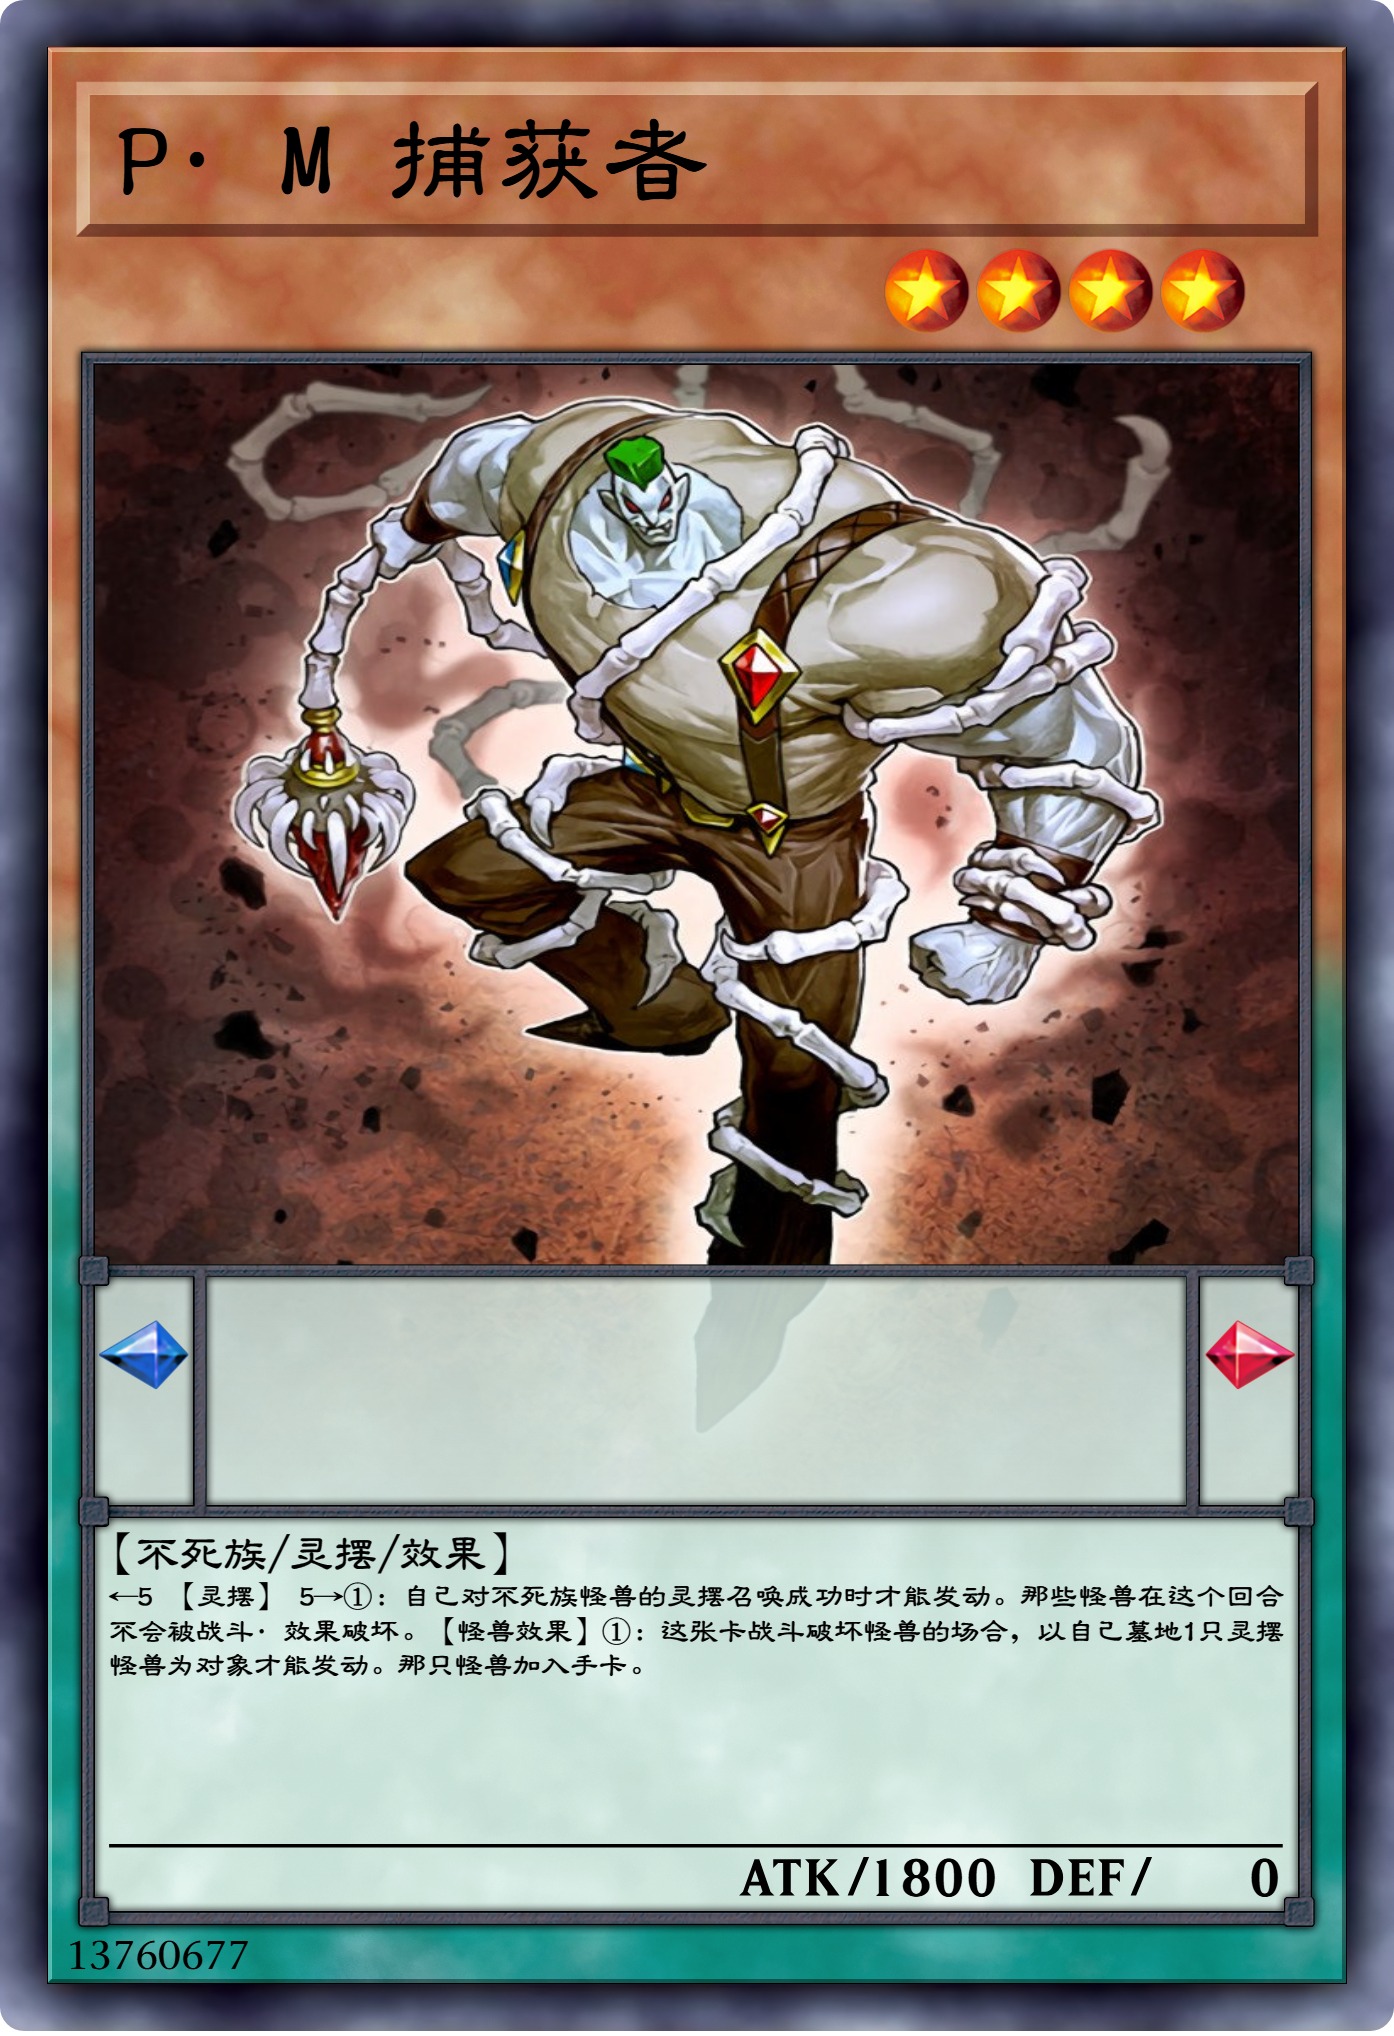 P· M 捕获者
【不死族/灵摆/效果】
←5 【灵摆】 5→①：自己对不死族怪兽的灵摆召唤成功时才能发动。那些怪兽在这个回合
不会被战斗·效果破坏。【怪兽效果】①：这张卡战斗破坏怪兽的场合，以自己墓地1只灵摆
怪兽为对象才能发动。那只怪兽加入手卡。
ATK/1800 DEF/ 0
13760677